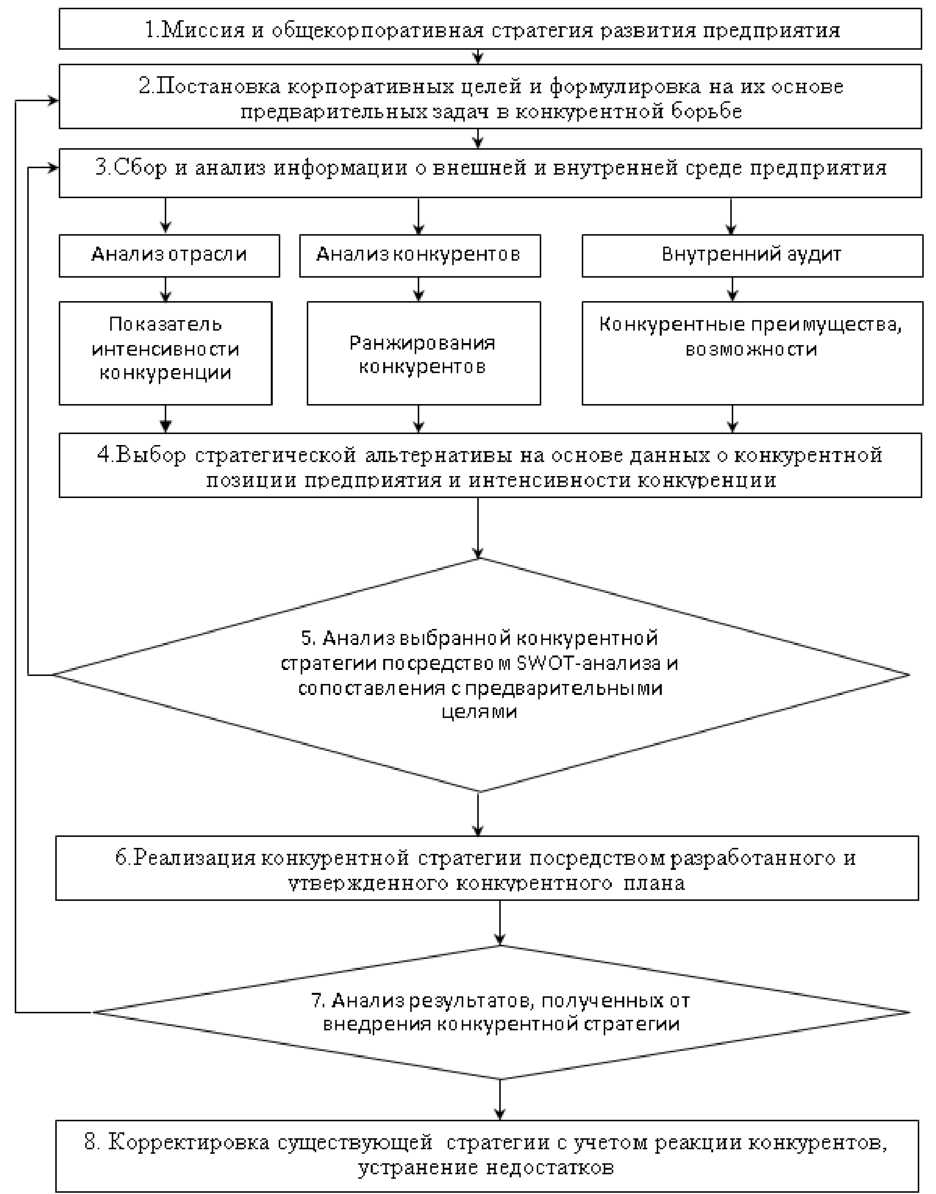 1.Миссия и общекорпоративная стратегия развития предприятия
2.Постановка корпоративных целей и формулировка на их основе
предварительных задач в конкурентной борьбе
3.Сбор и анализ информации о внешней и внутренней среде предприятия
Анализ отрасли
Анализ конкурентов
Внутренний аудит
Показатель
интенсивности
конкуренции
Ранжирования
конкурентов
Конкурентные преимущества,
возможности
4.Выбор стратегической альтернативы на основе данных о конкурентной
позиции предприятия и интенсивности конкуренции
5. Анализ выбранной конкурентной
стратегии посредством SWOT-анализа и
сопоставления с предварительными
целями
6.Реализация конкурентной стратегии посредством разработанного и
утвержденного конкурентного плана
7. Анализ результатов, полученных от
внедрения конкурентной стратегии
8. Корректировка существующей стратегии с учетом реакции конкурентов,
устранение недостатков